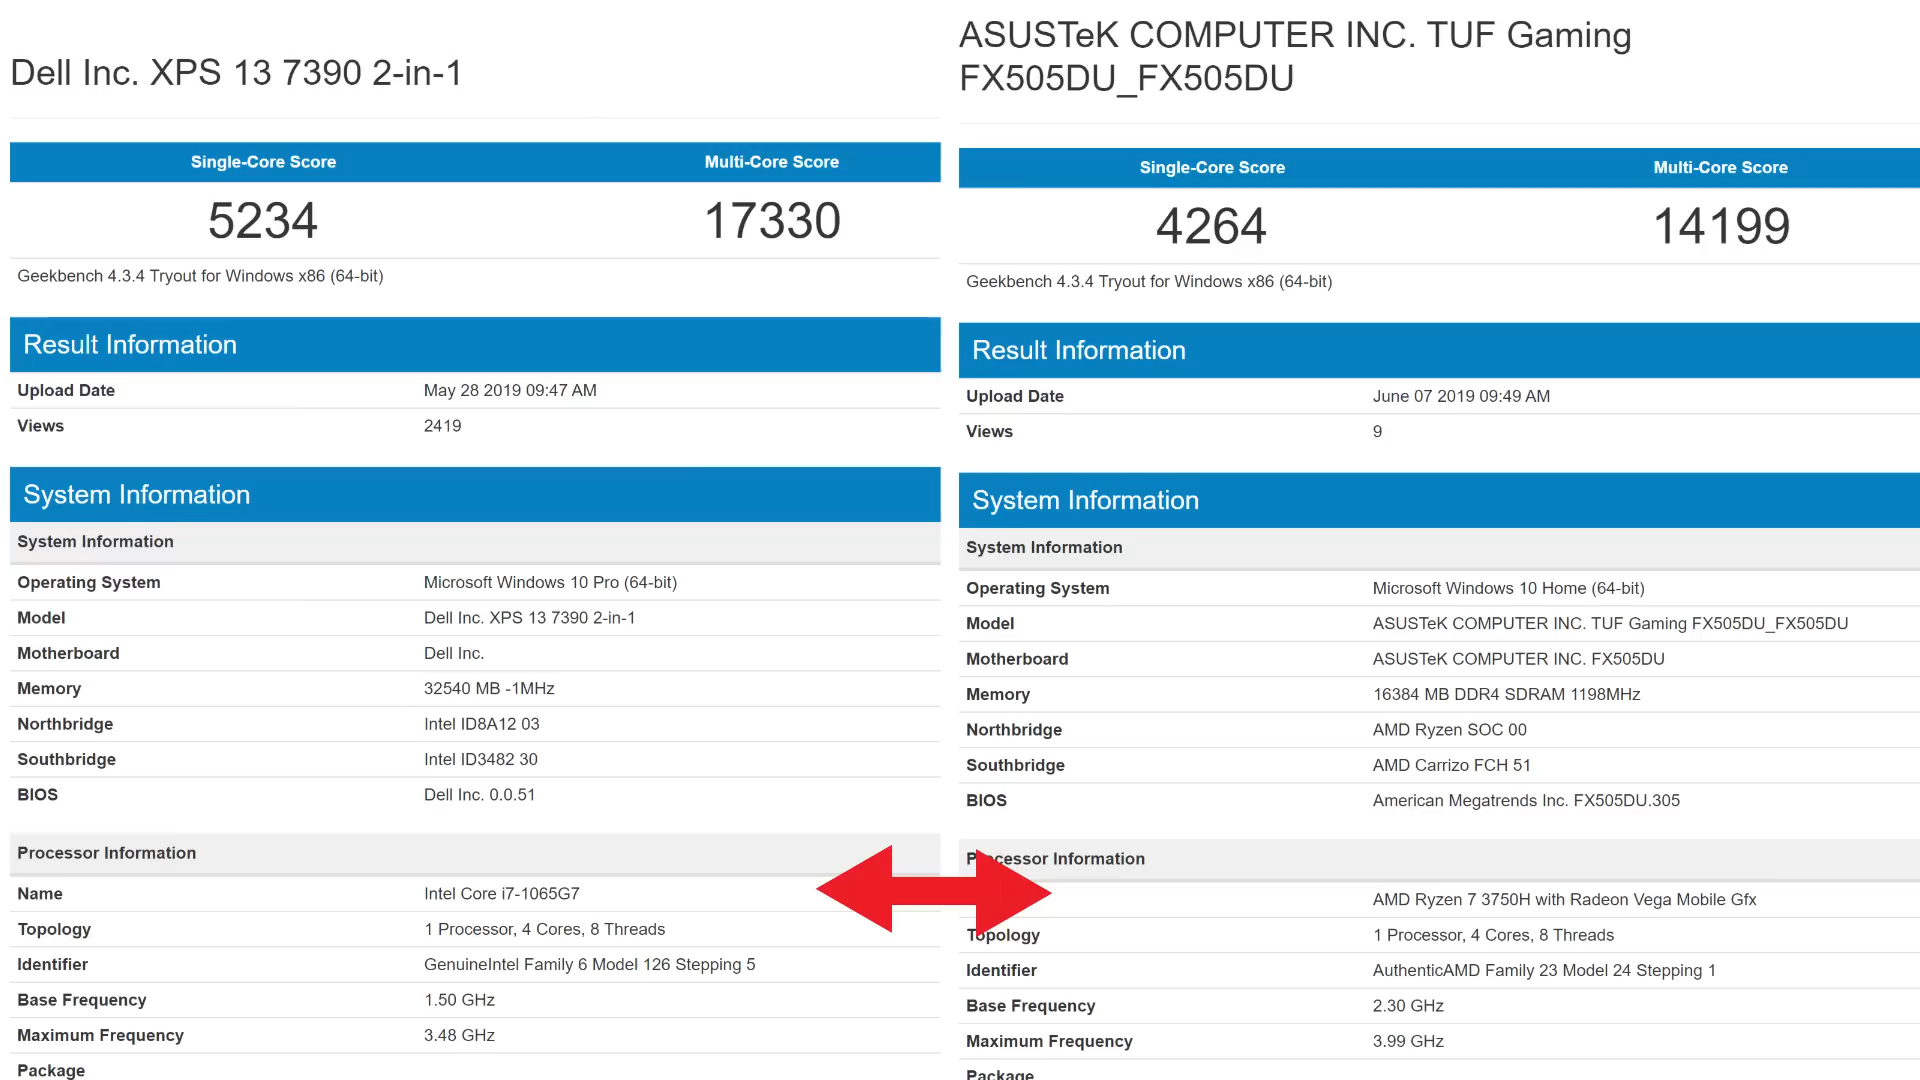 Dell Inc. XPS 13 7390 2-in-1
Single-Core Score Multi-Core Score
5234 17330
Geekbench 4.3.4 Tryout for Windows x86 (64-bit)
Result Information
Upload Date May 28 2019 09:47 AM
Views 2419
System Information
System Information
Operating System Microsoft Windows 10 Pro (64-bit)
Model Dell Inc. XPS 13 7390 2-in-1
Motherboard Dell Inc.
Memory 32540 MB -1MHz
Northbridge Intel ID8A12 03
Southbridge Intel ID3482 30
BIOS Dell Inc. 0.0.51
Processor Information
Name Intel Core i7-1065G7
Topology 1 Processor, 4 Cores, 8 Threads
Identifier GenuineIntel Family 6 Model 126 Stepping 5
Base Frequency 1.50 GHz
Maximum Frequency 3.48 GHz
Package
ASUSTeK COMPUTER INC. TUF Gaming
FX505DU_FX505DU
Single-Core Score Multi-Core Score
4264 14199
Geekbench 4.3.4 Tryout for Windows x86 (64-bit)
Result Information
Upload Date June 07 2019 09:49 AM
Views 9
System Information
System Information
Operating System Microsoft Windows 10 Home (64-bit)
Model ASUSTeK COMPUTER INC. TUF Gaming FX505DU_FX505DU
Motherboard ASUSTeK COMPUTER INC. FX505DU
Memory 16384 MB DDR4 SDRAM 1198MHz
Northbridge AMD Ryzen SOC 00
Southbridge AMD Carrizo FCH 51
BIOS American Megatrends Inc. FX505DU.305
Processor Information
AMD Ryzen 7 3750H with Radeon Vega Mobile Gfx
Topology 1 Processor, 4 Cores, 8 Threads
Identifier AuthenticAMD Family 23 Model 24 Stepping 1
Base Frequency 2.30 GHz
Maximum Frequency 3.99 GHz
Package